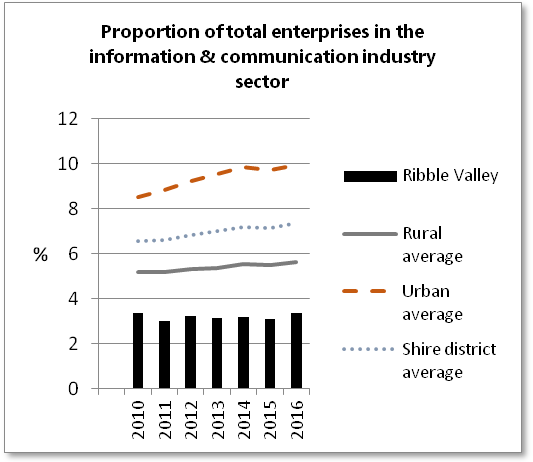 Proportion of total enterprises in the
information & communication industry
sector
12
10
8
6
4
2
0
%
2010
2011
2012
2013
2014
2015
2016
Ribble Valley
Rural
average
Urban
average
Shire district
average